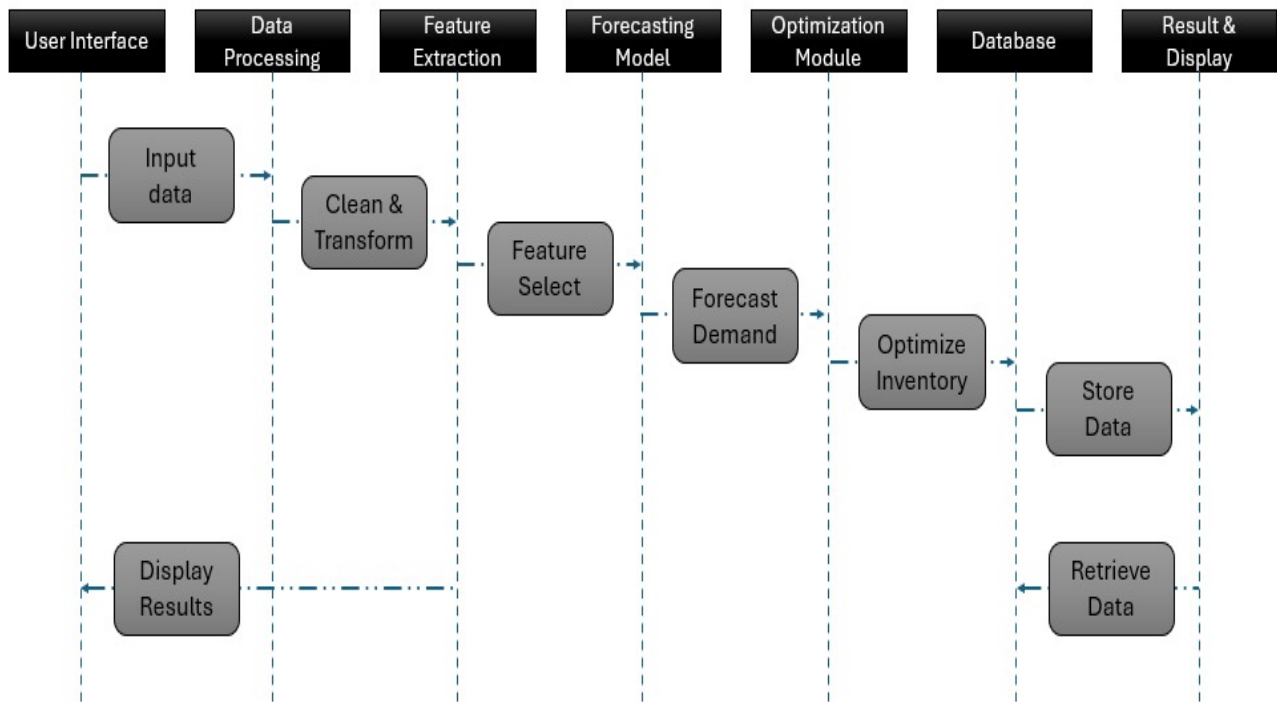 User Interface
Data
Processing
Feature
Extraction
Forecasting
Model
Optimization
Module
Database
Result &
Display
Input
data
Clean &
Transform
Feature
Select
Forecast
Demand
Optimize
Inventory
Store
Data
Display
Results
Retrieve
Data